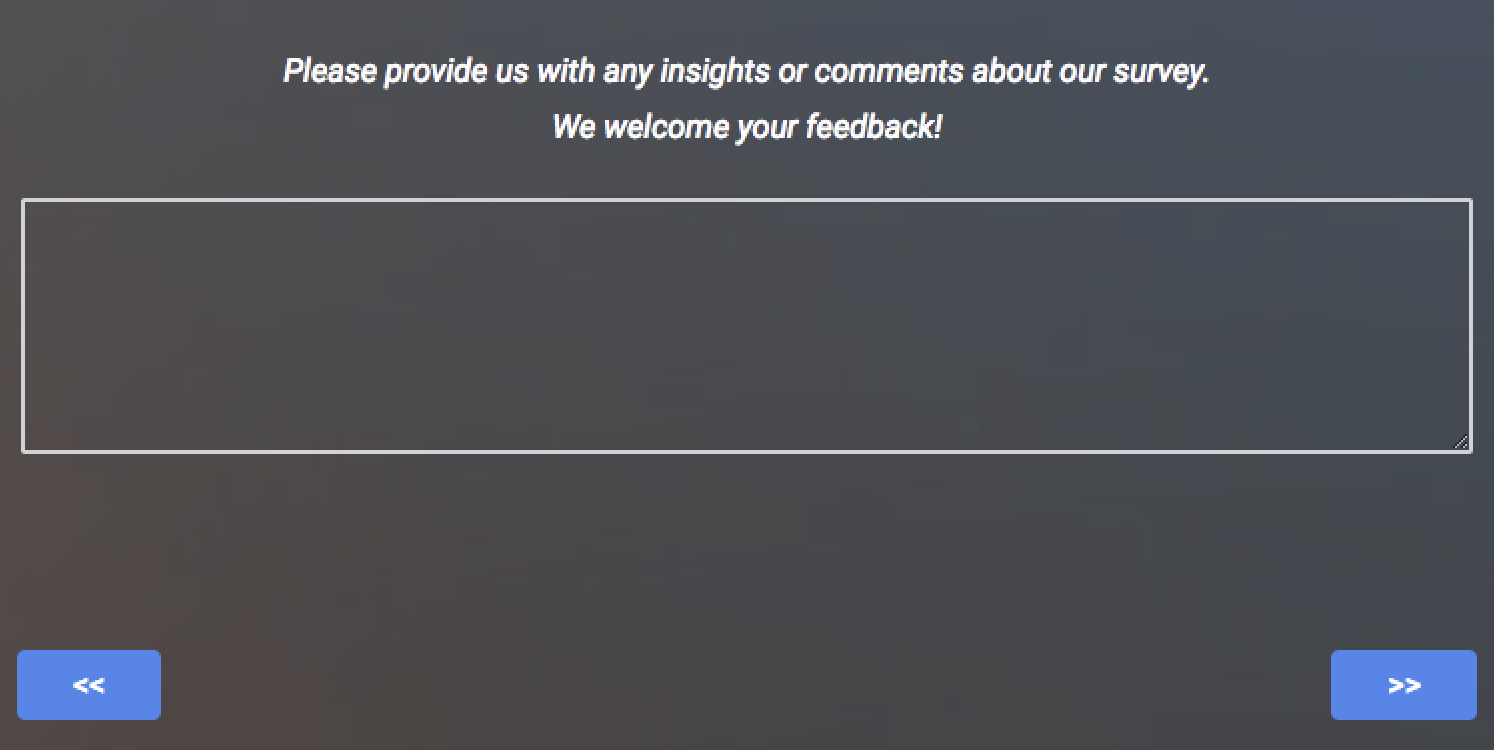 Please provide us with any insights or comments about our survey.
We welcome your feedback!
<<
>>